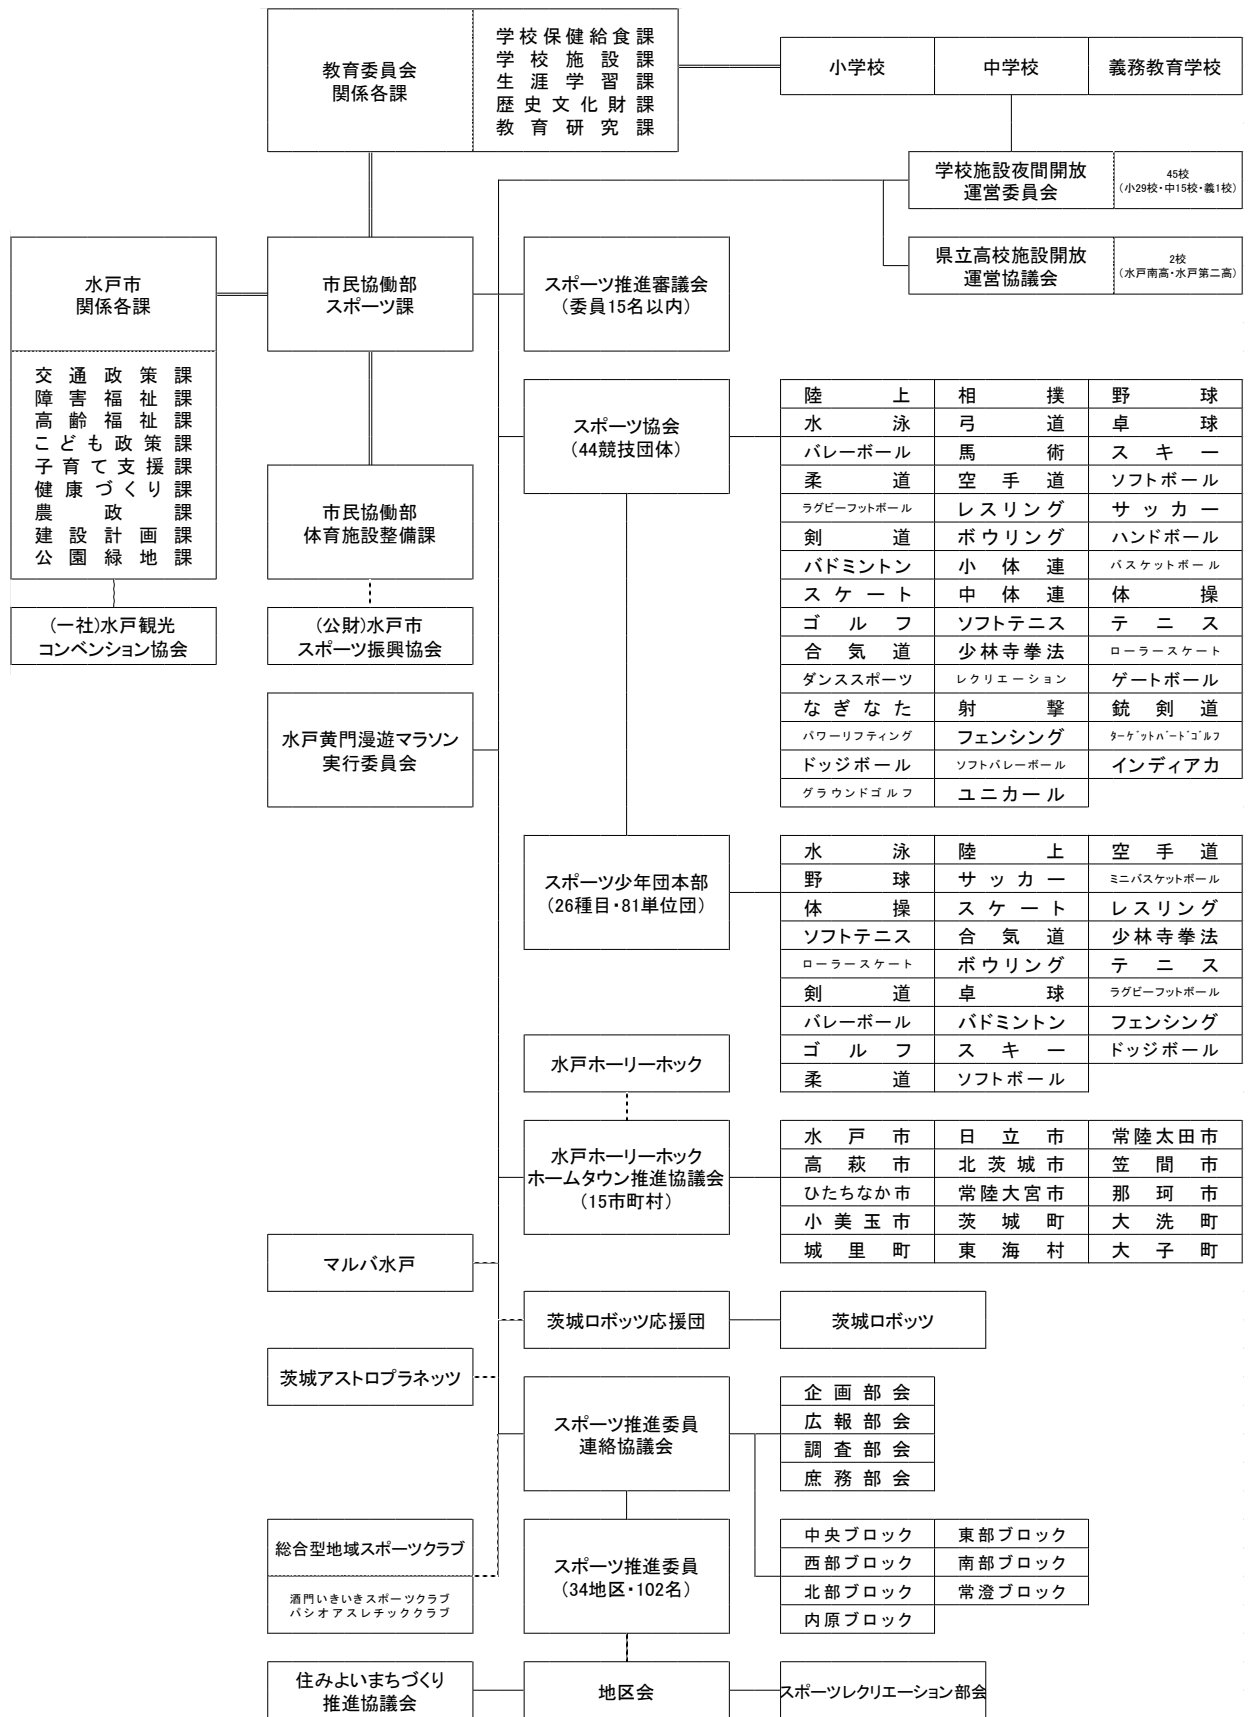 教育委員会
関係各課
学校保健給食課
学校施設課
生涯学習課
歴史文化財課
教育研究課
小学校
中学校
義務教育学校
学校施設夜間開放
運営委員会
45校
(小29校・中15校・義1校)
県立高校施設開放
運営協議会
2校
(水戸南高・水戸第二高)
水戸市
関係各課
交通政策課
障害福祉課
高齢福祉課
こども政策課
子育て支援課
健康づくり課
農政課
建設計画課
公園緑地課
(一社)水戸観光
コンベンション協会
市民協働部
スポーツ課
市民協働部
体育施設整備課
(公財)水戸市
スポーツ振興協会
水戸黄門漫遊マラソン
実行委員会
スポーツ推進審議会
(委員15名以内)
スポーツ協会
(44競技団体)
陸上 相撲 野球
水泳 弓道 卓球
バレーボール 馬術 スキー
柔道 空手道 ソフトボール
ラグビーフットボール レスリング サッカー
剣道 ボウリング ハンドボール
バドミントン 小体連 バスケットボール
スケート 中体連 体操
ゴルフ ソフトテニス テニス
合気道 少林寺拳法 ローラースケート
ダンススポーツ レクリエーション ゲートボール
なぎなた 射撃 銃剣道
パワーリフティング フェンシング ターゲットバードゴルフ
ドッジボール ソフトバレーボール インディアカ
グラウンドゴルフ ユニカール
スポーツ少年団本部
(26種目・81単位団)
水泳 陸上 空手道
野球 サッカー ミニバスケットボール
体操 スケート レスリング
ソフトテニス 合気道 少林寺拳法
ローラースケート ボウリング テニス
剣道 卓球 ラグビーフットボール
バレーボール バドミントン フェンシング
ゴルフ スキー ドッジボール
柔道 ソフトボール
水戸ホーリーホック
水戸ホーリーホック
ホームタウン推進協議会
(15市町村)
水戸市 日立市 常陸太田市
高萩市 北茨城市 笠間市
ひたちなか市 常陸大宮市 那珂市
小美玉市 茨城町 大洗町
城里町 東海村 大子町
マルバ水戸
茨城ロボッツ応援団
茨城ロボッツ
茨城アストロプラネッツ
スポーツ推進委員
連絡協議会
企画部会
広報部会
調査部会
庶務部会
総合型地域スポーツクラブ
酒門いきいきスポーツクラブ
パシオアスレチッククラブ
スポーツ推進委員
(34地区・102名)
中央ブロック 東部ブロック
西部ブロック 南部ブロック
北部ブロック 常澄ブロック
内原ブロック
住みよいまちづくり
推進協議会
地区会
スポーツレクリエーション部会